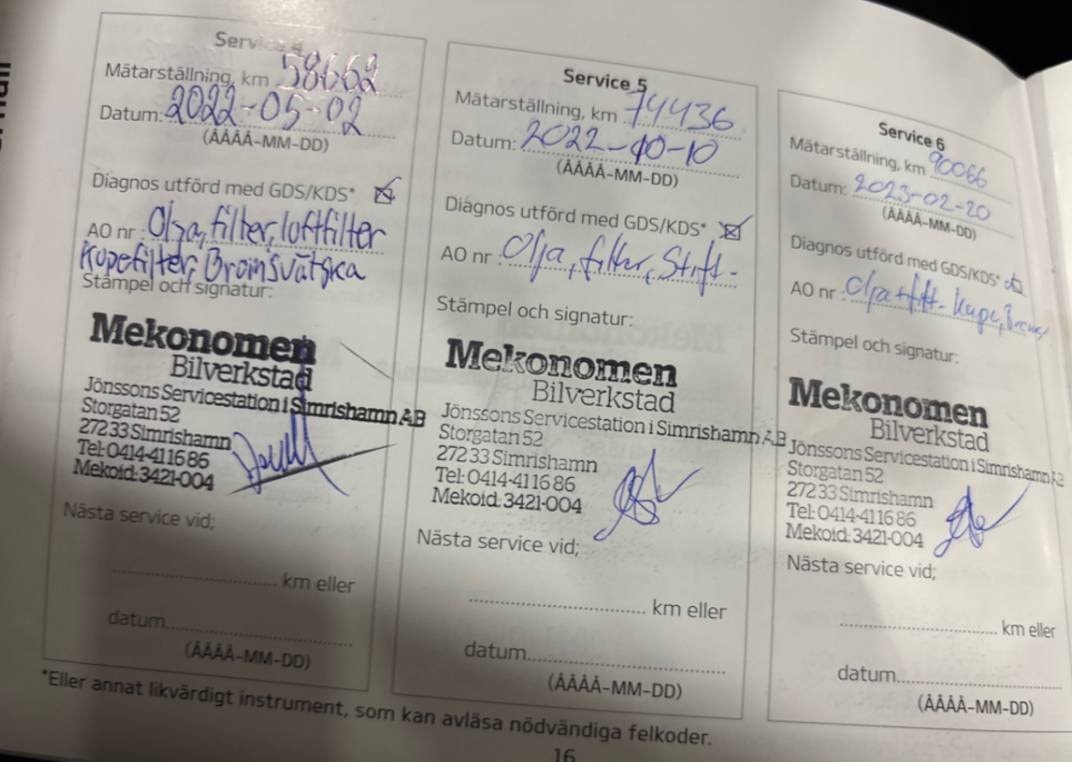 Service 4
Mätarställning, km 58662
Datum: 2022-05-02
(ÅÅÅÅ-MM-DD)
Diagnos utförd med GDS/KDS*
AO nr Olja, filter, luftfilter
Kupefilter, Bromsvätska
Stämpel och signatur:
Mekonomen
Bilverkstad
Jönssons Servicestation i Simrishamn AB
Storgatan 52
272 33 Simrishamn
Tel: 0414-411686
Mekoid: 3421-004
Nästa service vid;
km eller
datum
(ÅÅÅÅ-MM-DD)
Service 5
Mätarställning, km 74436
Datum: 2022-10-10
(ÅÅÅÅ-MM-DD)
Diagnos utförd med GDS/KDS*
AO nr Olja, filter, Stift-
Stämpel och signatur:
Mekonomen
Bilverkstad
Jönssons Servicestation i Simrishamn AB
Storgatan 52
272 33 Simrishamn
Tel: 0414-411686
Mekoid: 3421-004
Nästa service vid;
km eller
datum
(ÅÅÅÅ-MM-DD)
Service 6
Mätarställning, km 90066
Datum: 2023-02-20
(ÅÅÅÅ-MM-DD)
Diagnos utförd med GDS/KDS*
AO nr Olja + filt- kupe,
Stämpel och signatur:
Mekonomen
Bilverkstad
Jönssons Servicestation i Simrishamn AB
Storgatan 52
272 33 Simrishamn
Tel: 0414-411686
Mekoid: 3421-004
Nästa service vid;
km eller
datum
(ÅÅÅÅ-MM-DD)
*Eller annat likvärdigt instrument, som kan avläsa nödvändiga felkoder.
16